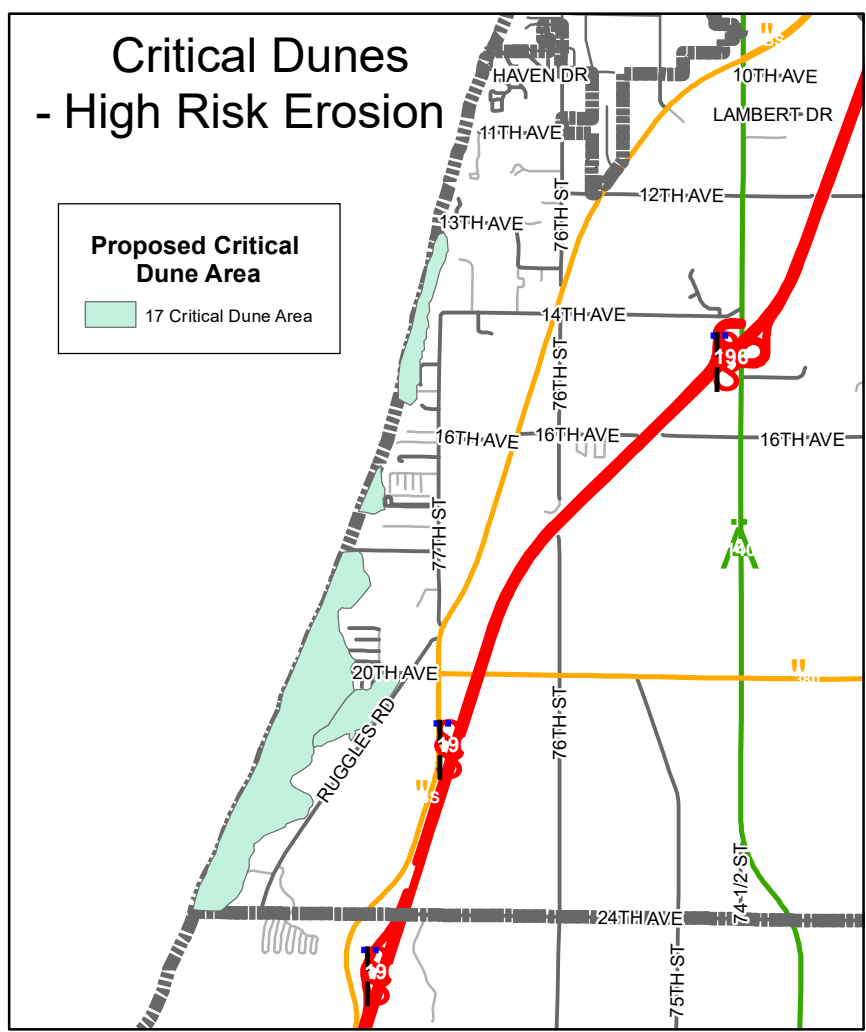 Critical Dunes
- High Risk Erosion
Proposed Critical
Dune Area
17 Critical Dune Area
HAVEN DR
10TH AVE
LAMBERT DR
11TH AVE
12TH AVE
76TH ST
13TH AVE
14TH AVE
196
76TH ST
16TH AVE
16TH AVE
16TH AVE
77TH ST
20TH AVE
RUGGLES RD
76TH ST
74-1/2 ST
24TH AVE
75TH ST